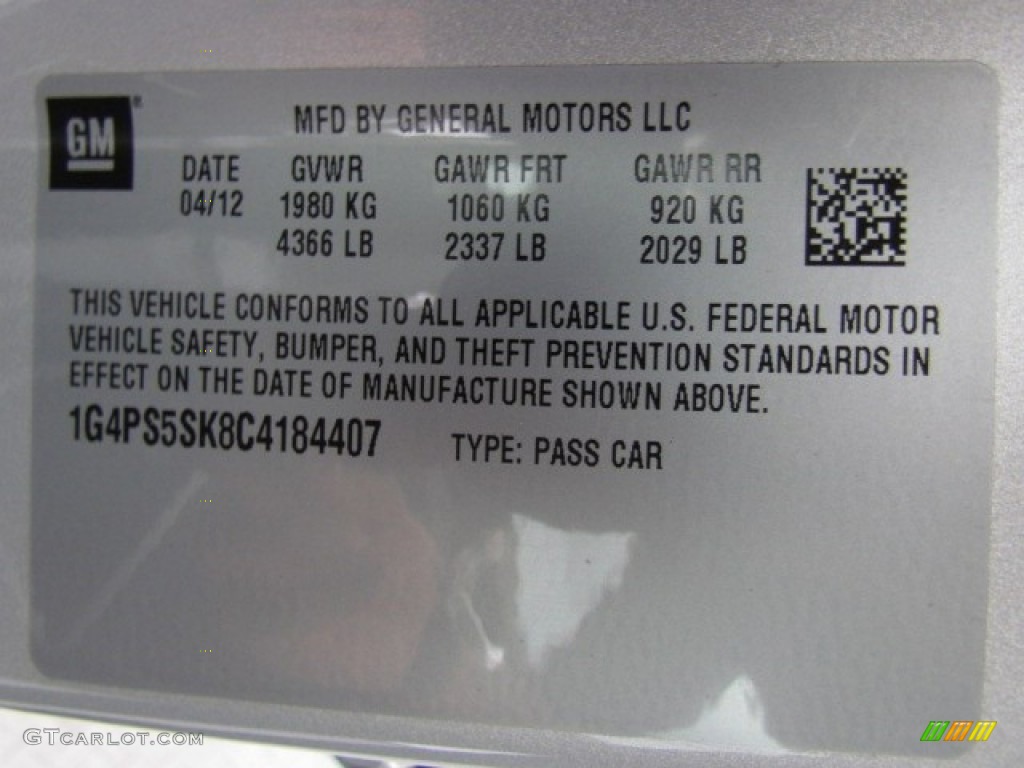 GM
MFD BY GENERAL MOTORS LLC
DATE GVWR GAWR FRT GAWR RR
04/12 1980 KG 1060 KG 920 KG
4366 LB 2337 LB 2029 LB
THIS VEHICLE CONFORMS TO ALL APPLICABLE U.S. FEDERAL MOTOR
VEHICLE SAFETY, BUMPER, AND THEFT PREVENTION STANDARDS IN
EFFECT ON THE DATE OF MANUFACTURE SHOWN ABOVE.
1G4PS5SK8C4184407 TYPE: PASS CAR
GTcarlot.com